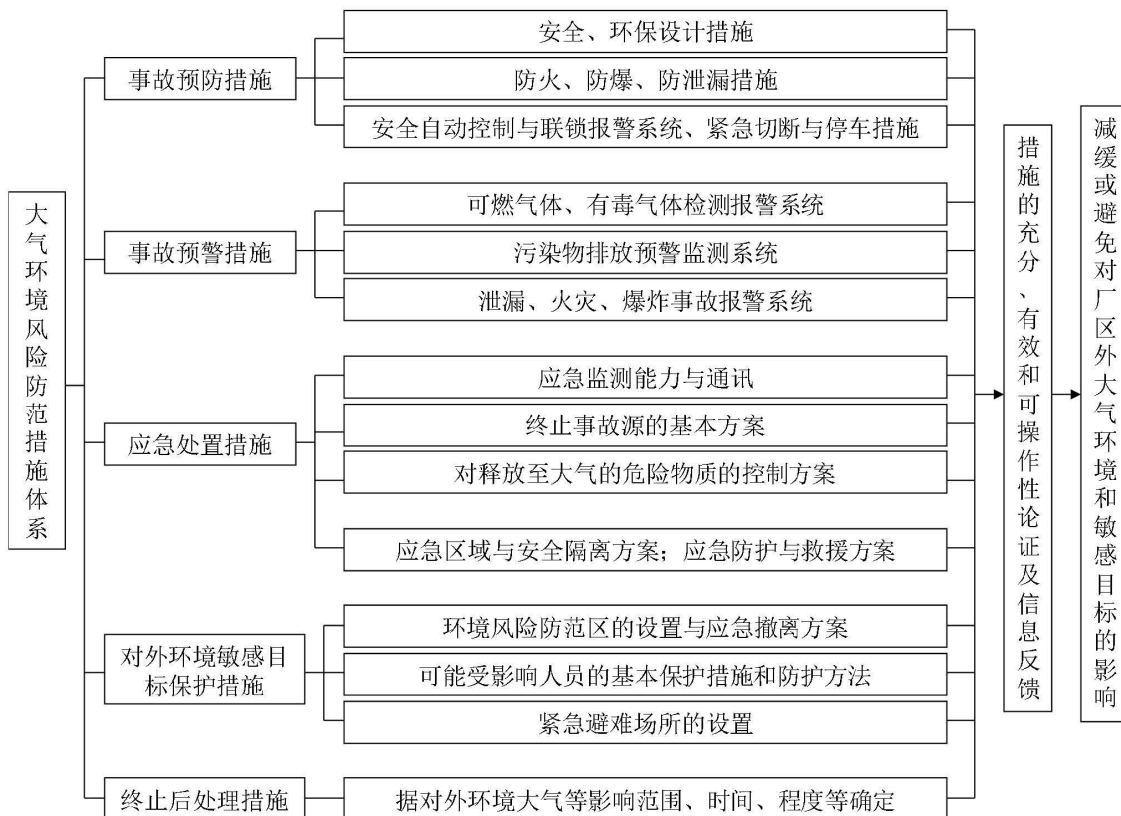 大气环境风险防范措施体系
事故预防措施
安全、环保设计措施
防火、防爆、防泄漏措施
安全自动控制与联锁报警系统、紧急切断与停车措施
事故预警措施
可燃气体、有毒气体检测报警系统
污染物排放预警监测系统
泄漏、火灾、爆炸事故报警系统
应急处置措施
应急监测能力与通讯
终止事故源的基本方案
对释放至大气的危险物质的控制方案
应急区域与安全隔离方案；应急防护与救援方案
对外环境敏感目
标保护措施
环境风险防范区的设置与应急撤离方案
可能受影响人员的基本保护措施和防护方法
紧急避难场所的设置
终止后处理措施
据对外环境大气等影响范围、时间、程度等确定
措施的充分、有效和可操作性论证及信息反馈
减缓或避免对厂区外大气环境和敏感目标的影响